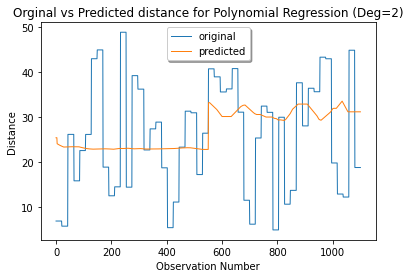 Orginal vs Predicted distance for Polynomial Regression (Deg=2)
original
predicted
50
40
30
20
10
Distance
0
200
400
600
800
1000
Observation Number